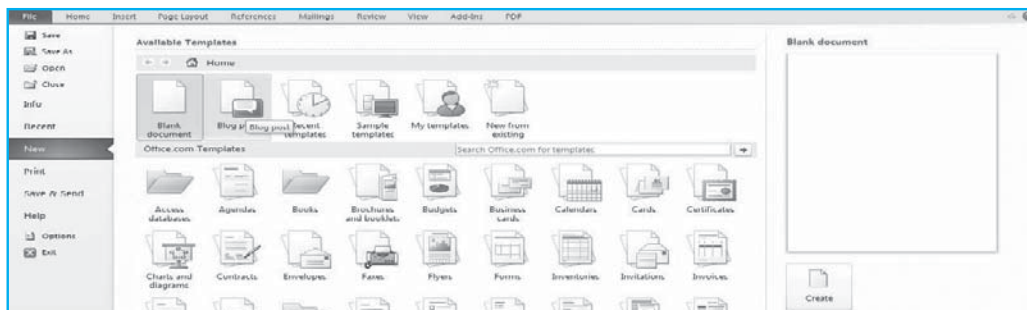 File Home Insert Page Layout References Mailings Review View Add-Ins PDF
Save
Save As
Open
Close
Info
Recent
New
Print
Save & Send
Help
Options
Exit
Available Templates
Home
Blank document
Blog Blog post
Recent templates
Sample templates
My templates
New from existing
Office.com Templates
Search Office.com for templates
Access databases
Agendas
Books
Brochures and booklets
Budgets
Business cards
Calendars
Cards
Certificates
Charts and diagrams
Contracts
Envelopes
Faxes
Flyers
Forms
Inventories
Invitations
Invoices
Blank document
Create